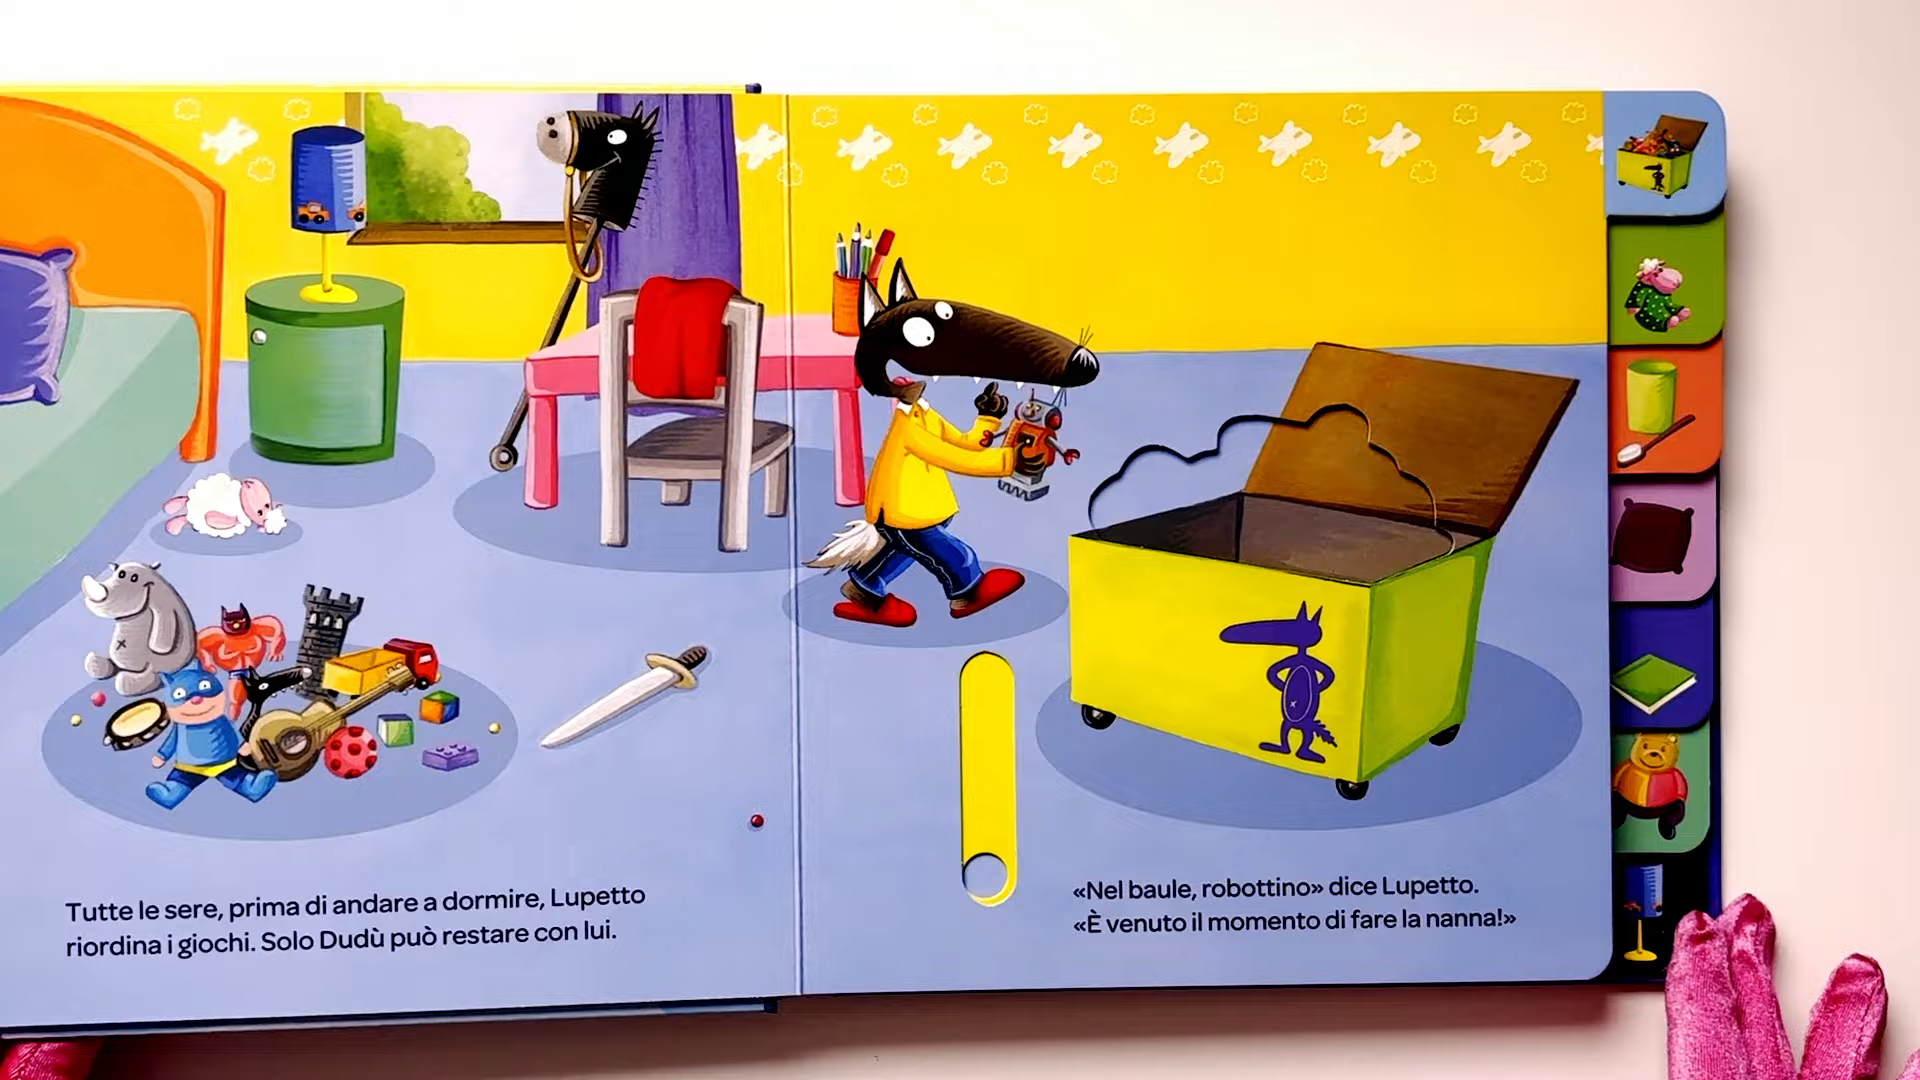 Tutte le sere, prima di andare a dormire, Lupetto
riordina i giochi. Solo Dudù può restare con lui.
«Nel baule, robottino» dice Lupetto.
«È venuto il momento di fare la nanna!»